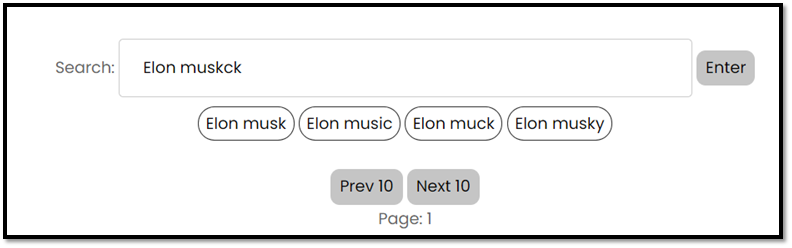 Search: Elon muskck Enter
Elon musk Elon music Elon muck Elon musky
Prev 10 Next 10
Page: 1